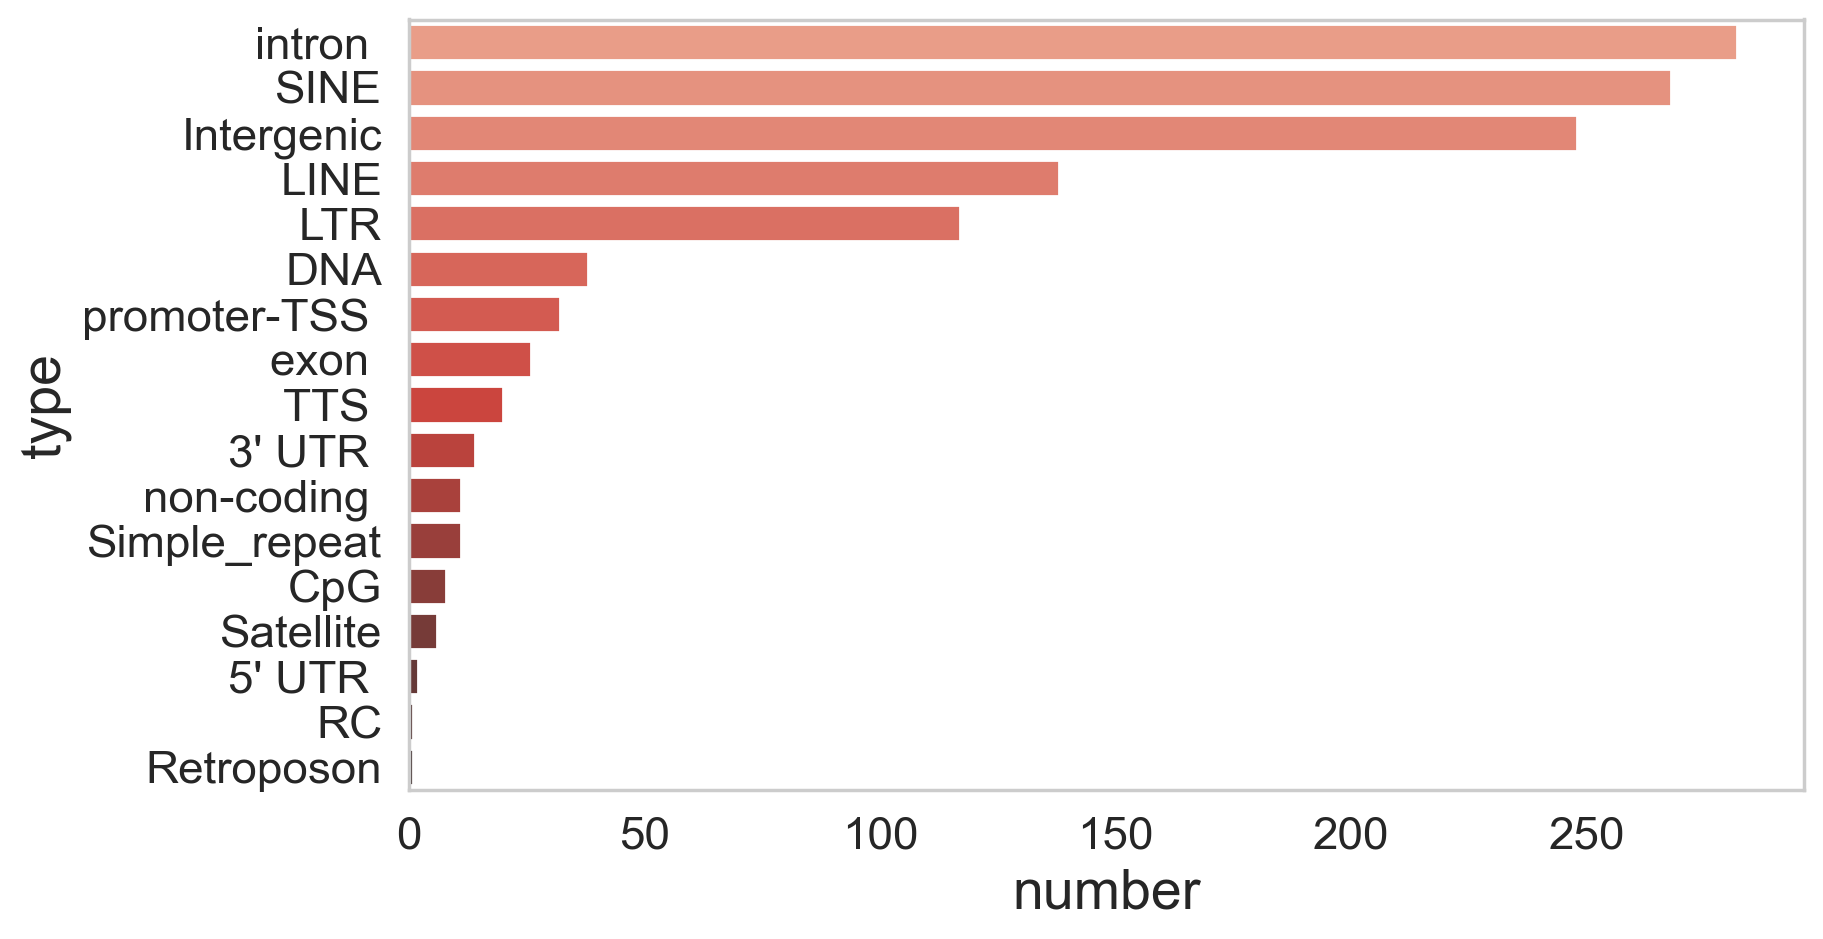 intron
SINE
Intergenic
LINE
LTR
DNA
promoter-TSS
exon
TTS
3' UTR
non-coding
Simple_repeat
CpG
Satellite
5' UTR
RC
Retroposon
type
0 50 100 150 200 250
number